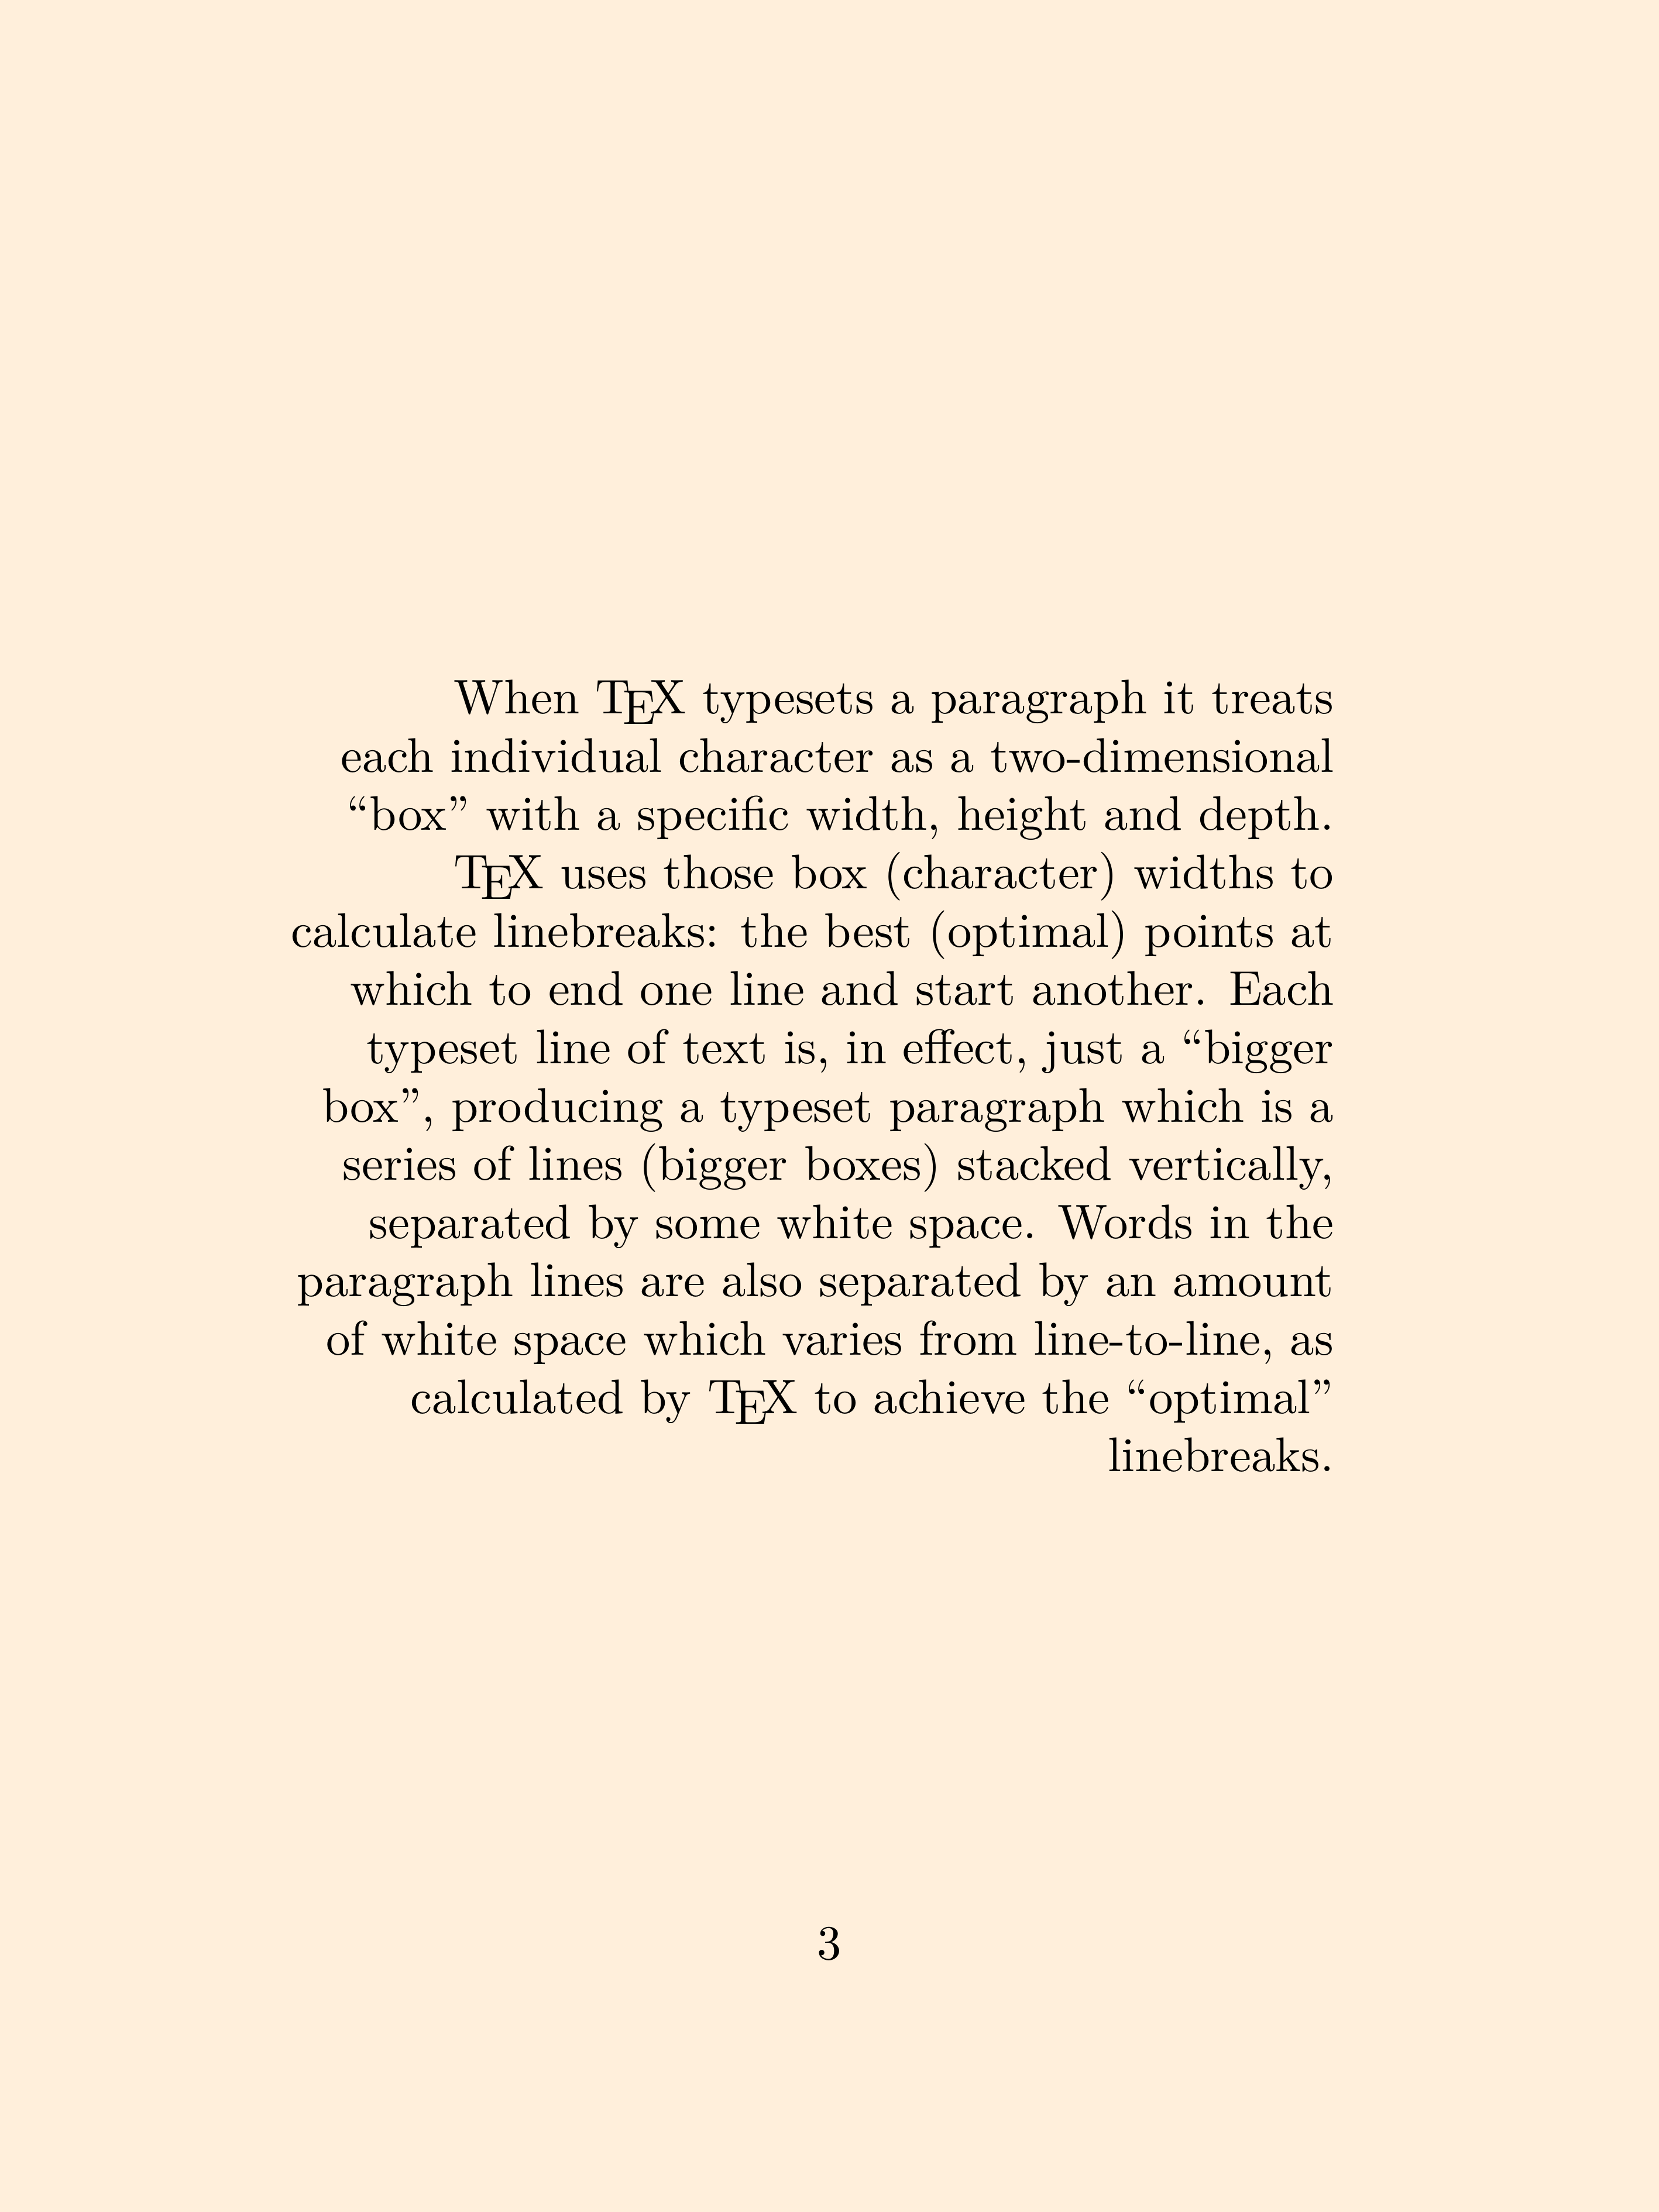 When TEX typesets a paragraph it treats
each individual character as a two-dimensional
“box” with a specific width, height and depth.
TEX uses those box (character) widths to
calculate linebreaks: the best (optimal) points at
which to end one line and start another. Each
typeset line of text is, in effect, just a “bigger
box”, producing a typeset paragraph which is a
series of lines (bigger boxes) stacked vertically,
separated by some white space. Words in the
paragraph lines are also separated by an amount
of white space which varies from line-to-line, as
calculated by TEX to achieve the “optimal”
linebreaks.
3